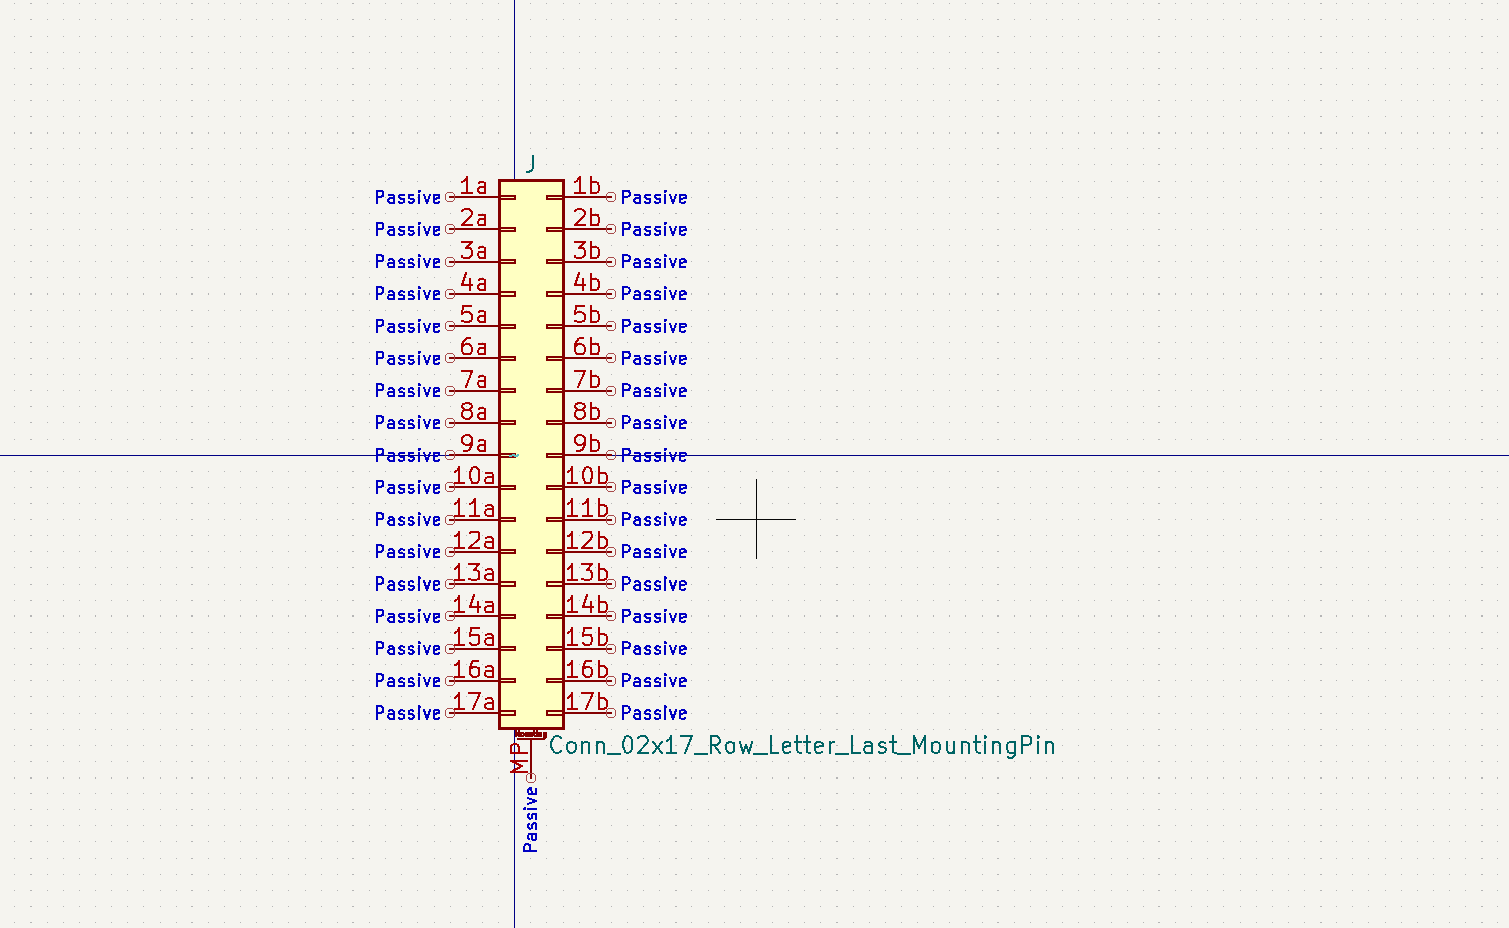 J
Passive 1a 1b Passive
Passive 2a 2b Passive
Passive 3a 3b Passive
Passive 4a 4b Passive
Passive 5a 5b Passive
Passive 6a 6b Passive
Passive 7a 7b Passive
Passive 8a 8b Passive
Passive 9a 9b Passive
Passive 10a 10b Passive
Passive 11a 11b Passive
Passive 12a 12b Passive
Passive 13a 13b Passive
Passive 14a 14b Passive
Passive 15a 15b Passive
Passive 16a 16b Passive
Passive 17a 17b Passive
MP
Conn_02x17_Row_Letter_Last_MountingPin
Passive